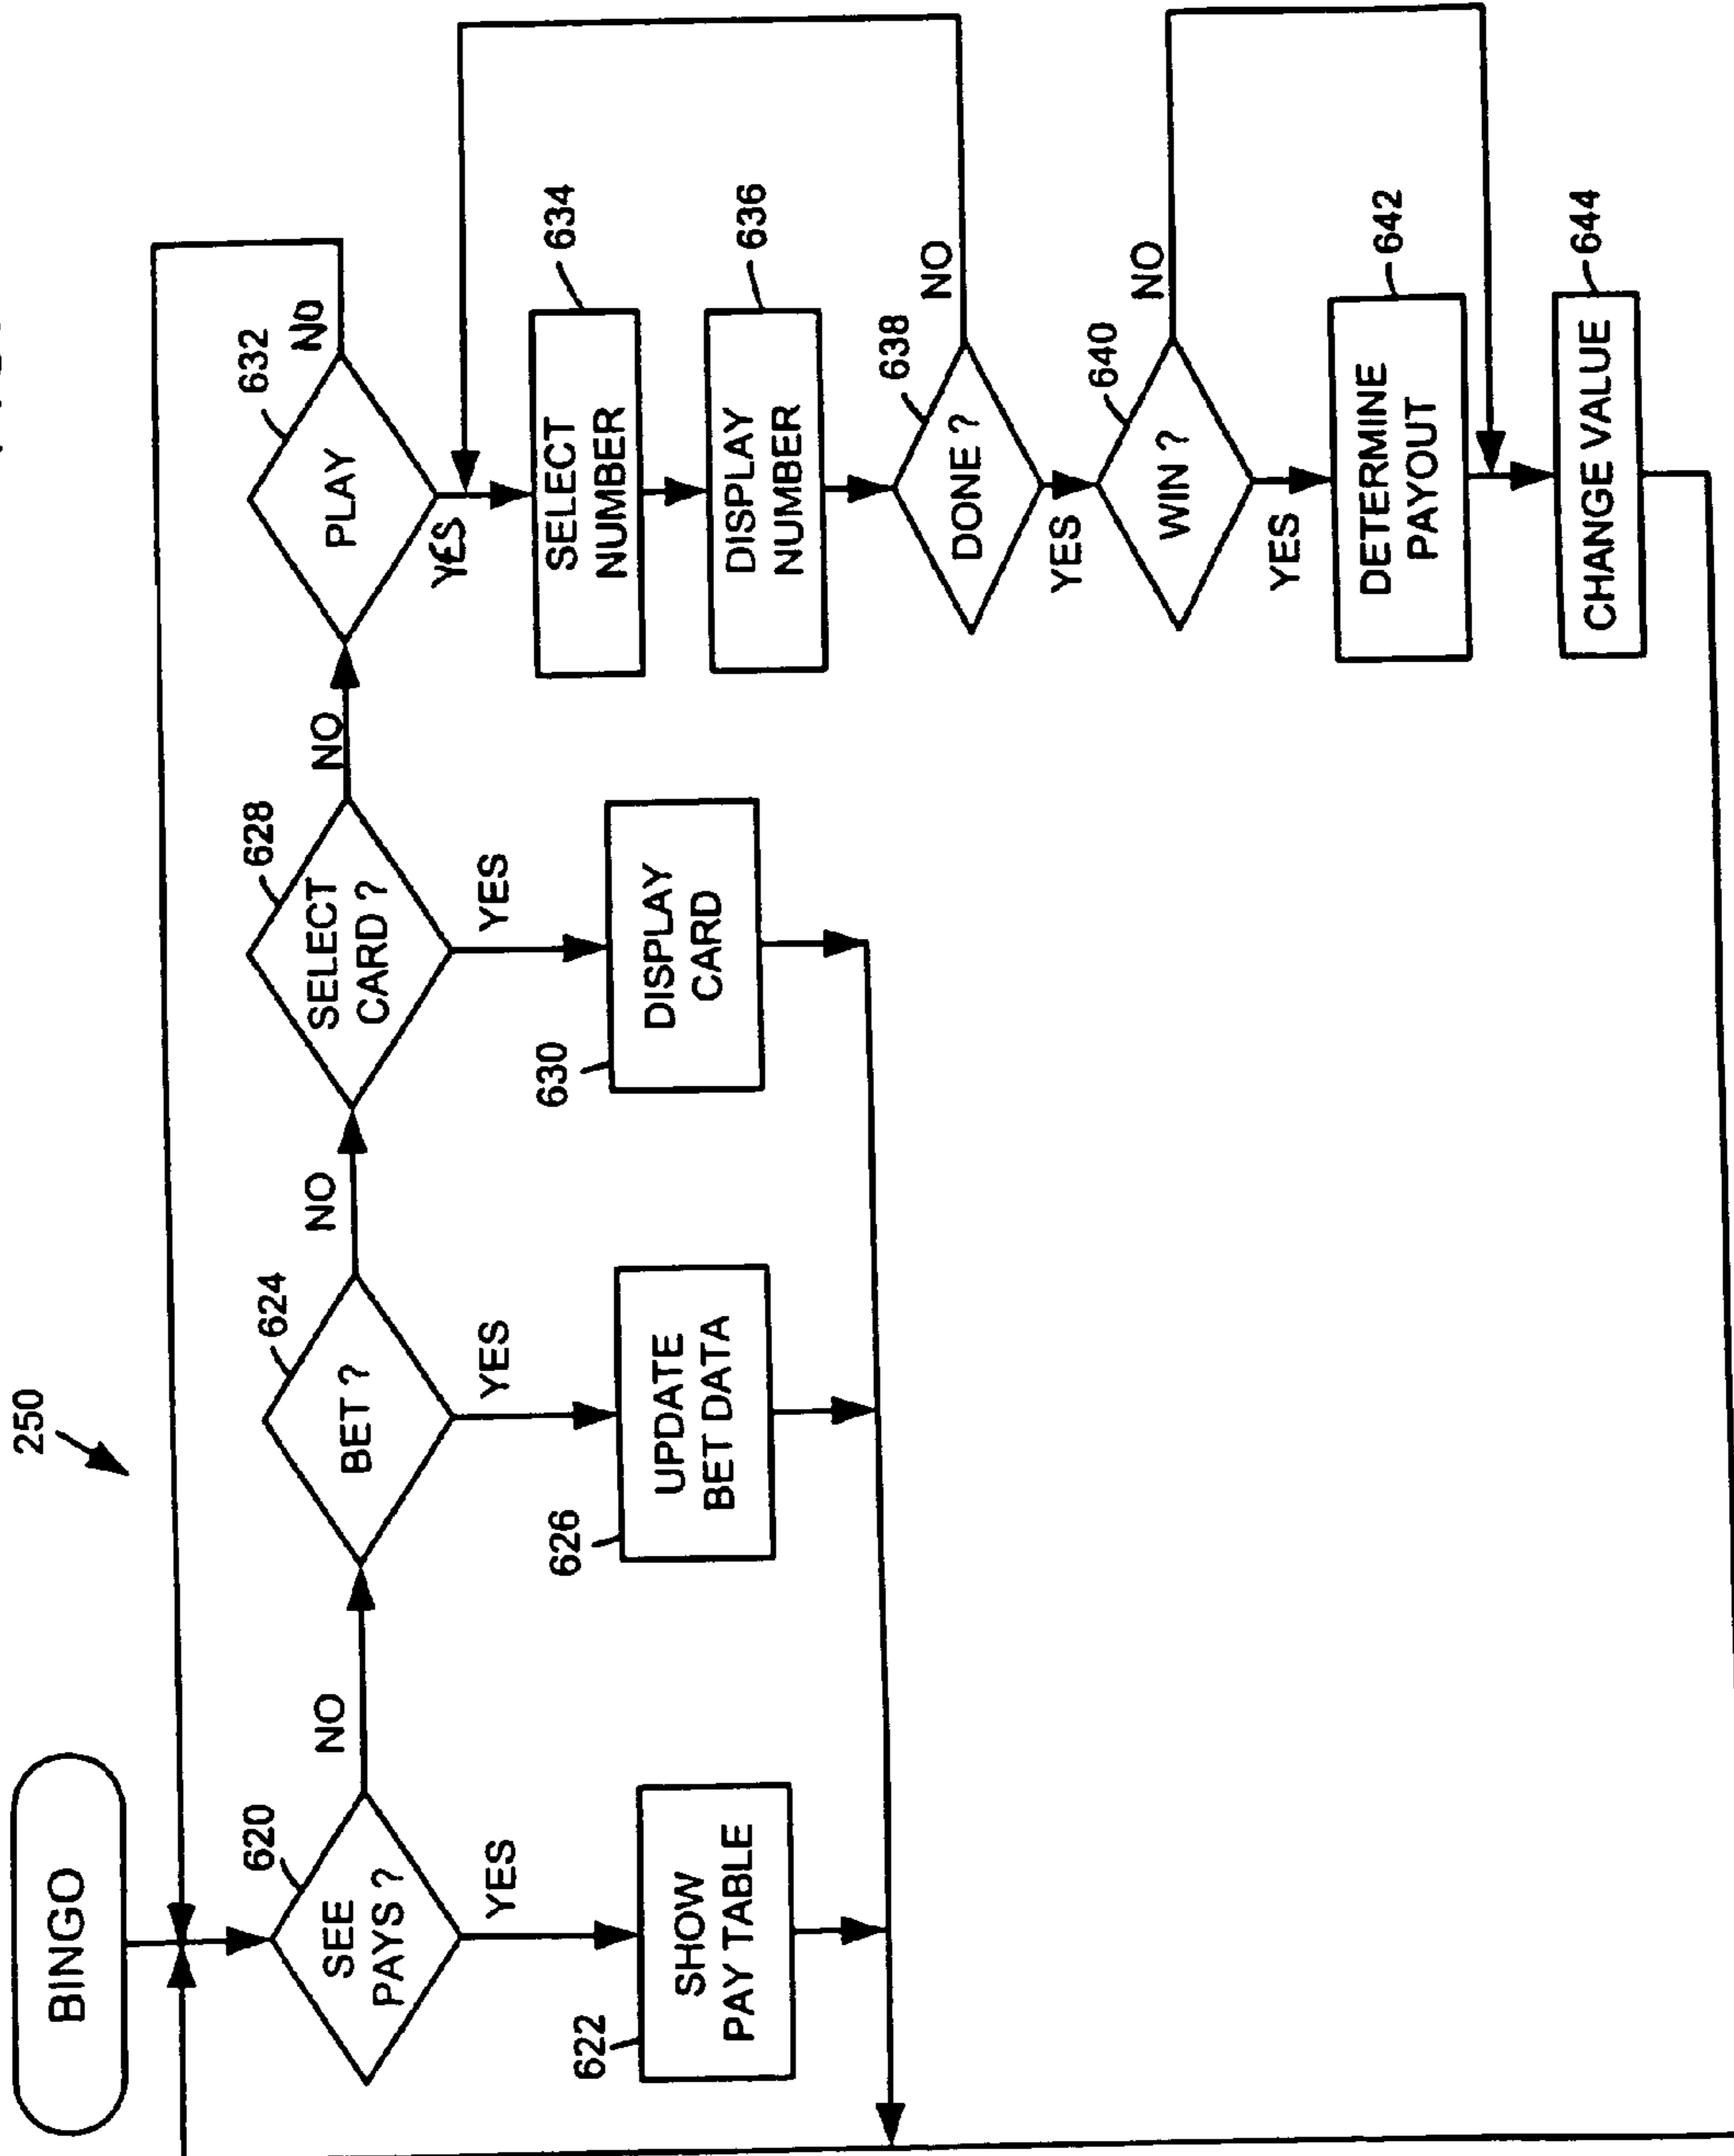 250
BINGO
620
SEE
PAYS ?
NO
YES
622
SHOW
PAY TABLE
624
BET ?
NO
YES
626
UPDATE
BET DATA
628
SELECT
CARD ?
NO
YES
630
DISPLAY
CARD
632
PLAY
NO
YES
634
SELECT
NUMBER
636
DISPLAY
NUMBER
638
DONE ?
NO
YES
640
WIN ?
NO
YES
642
DETERMINE
PAYOUT
644
CHANGE VALUE